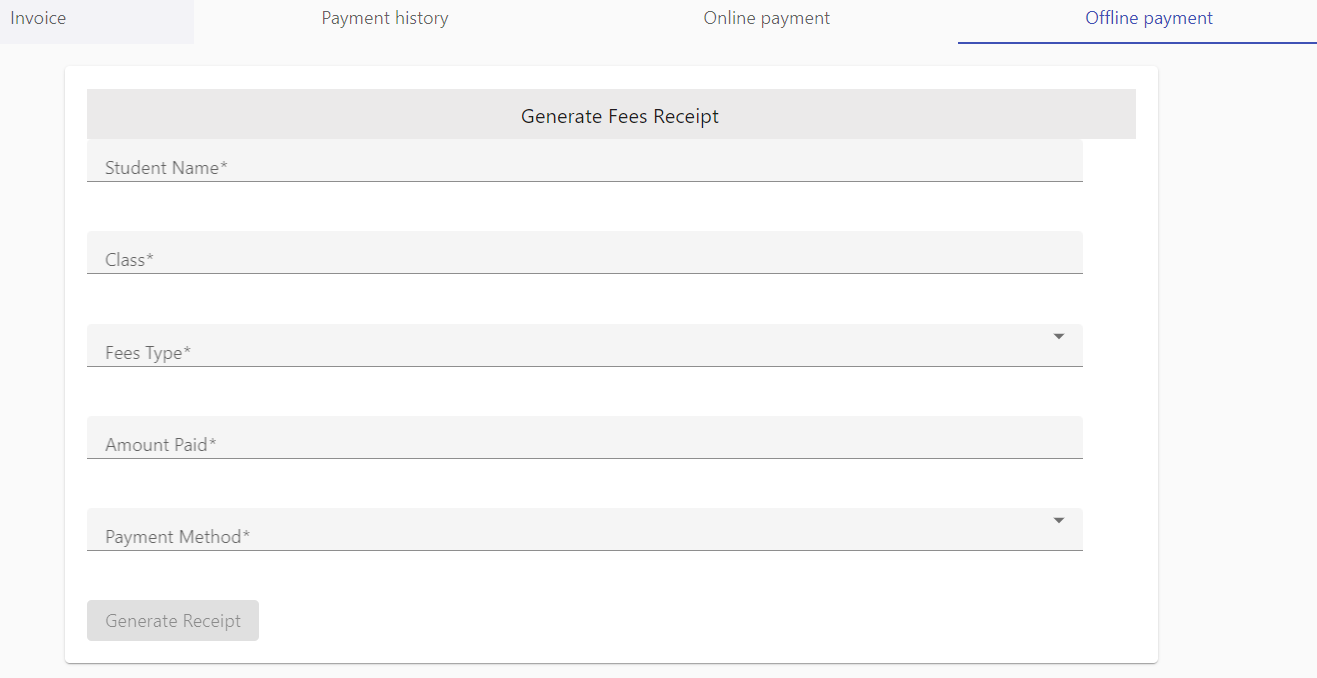 Invoice Payment history Online payment Offline payment
Generate Fees Receipt
Student Name*
Class*
Fees Type*
Amount Paid*
Payment Method*
Generate Receipt